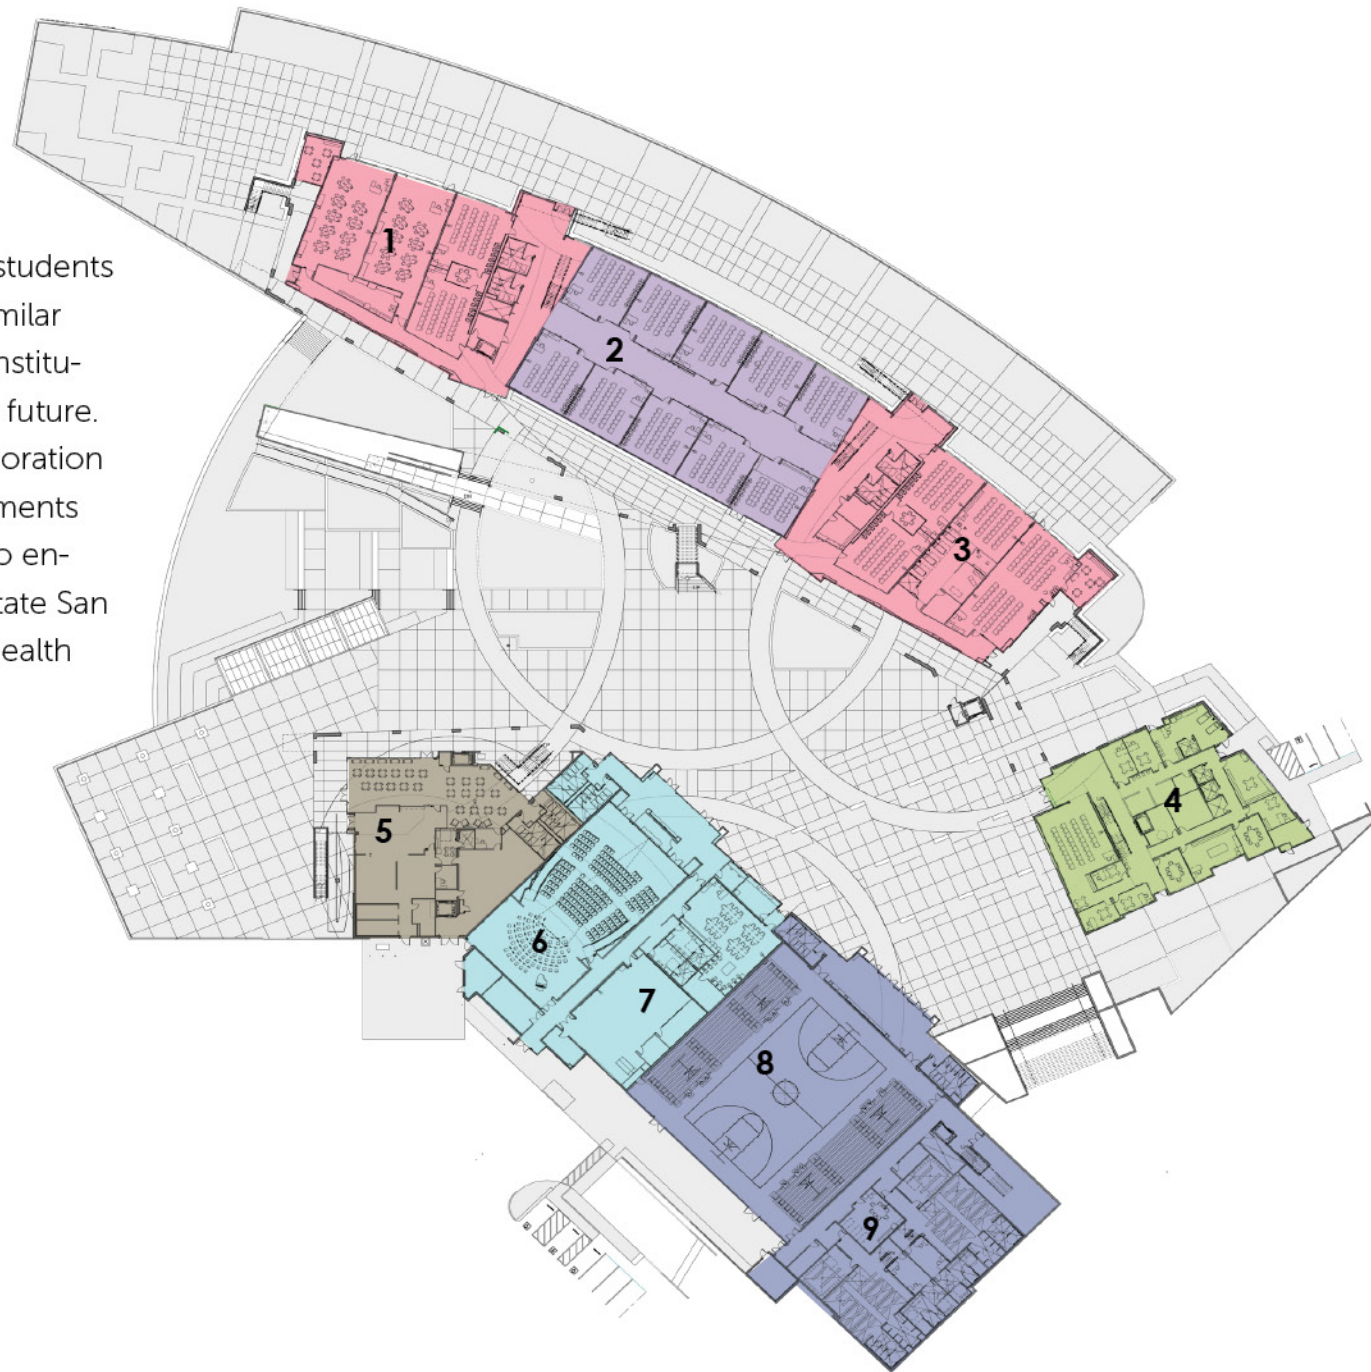 students
milar
nstitu-
future.
oration
ments
o en-
tate San
ealth
1
2
3
4
5
6
7
8
9